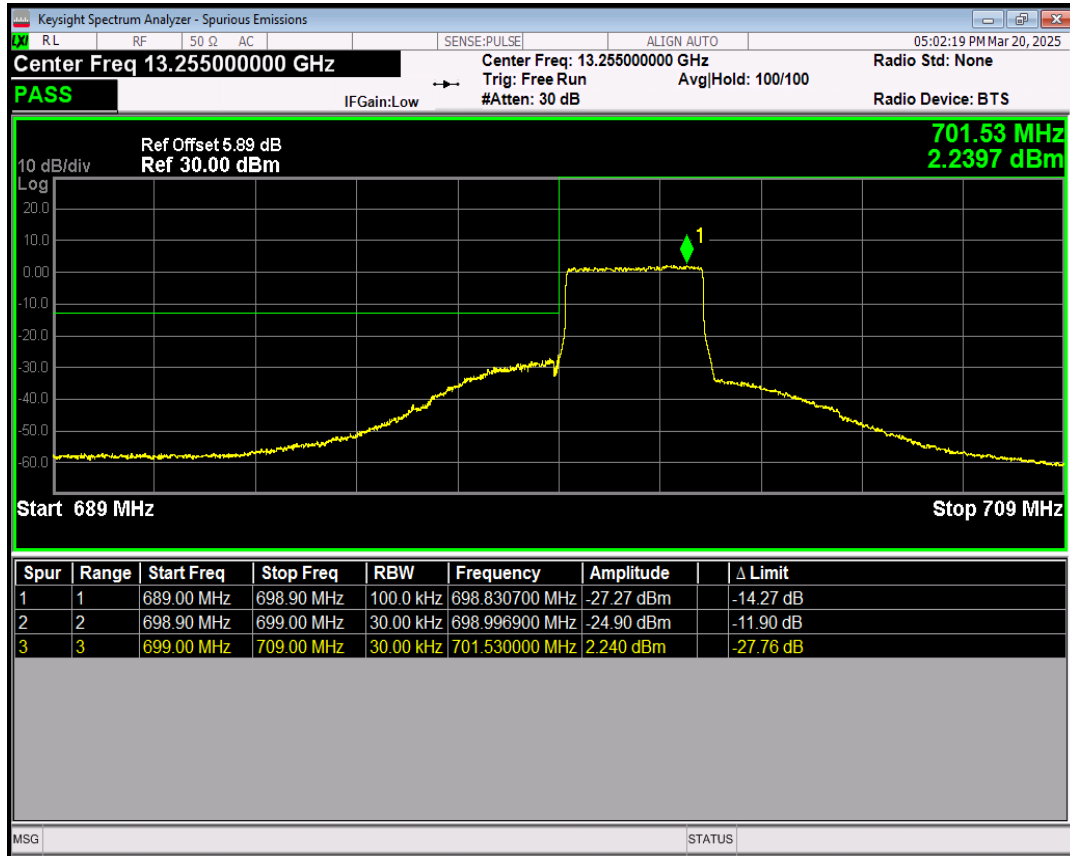 Keysight Spectrum Analyzer - Spurious Emissions
LXI RL RF 50 Ω AC SENSE:PULSE ALIGN AUTO 05:02:19 PM Mar 20, 2025
Center Freq 13.255000000 GHz Center Freq: 13.255000000 GHz Radio Std: None
Trig: Free Run Avg|Hold: 100/100
PASS IFGain:Low #Atten: 30 dB Radio Device: BTS
701.53 MHz
Ref Offset 5.89 dB
10 dB/div Ref 30.00 dBm 2.2397 dBm
Log
20.0
10.0
1
0.00
-10.0
-20.0
-30.0
-40.0
-50.0
-60.0
Start 689 MHz Stop 709 MHz
Spur Range Start Freq Stop Freq RBW Frequency Amplitude Δ Limit
1 1 689.00 MHz 698.90 MHz 100.0 kHz 698.830700 MHz -27.27 dBm -14.27 dB
2 2 698.90 MHz 699.00 MHz 30.00 kHz 698.996900 MHz -24.90 dBm -11.90 dB
3 3 699.00 MHz 709.00 MHz 30.00 kHz 701.530000 MHz 2.240 dBm -27.76 dB
MSG STATUS